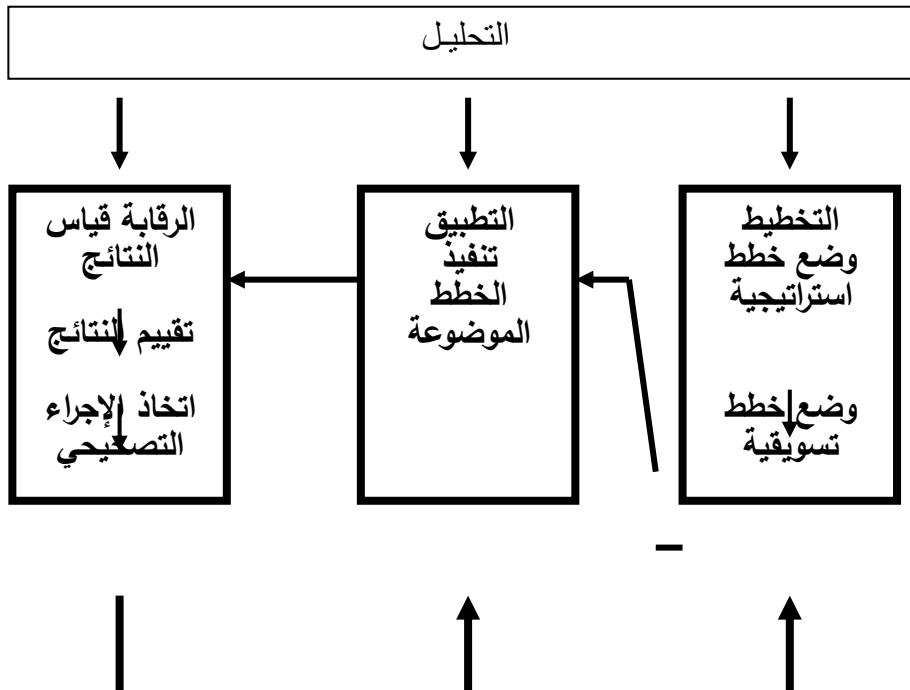 التحليل
التخطيط
وضع خطط
استراتيجية
وضع خطط
تسويقية
التطبيق
تنفيذ
الخطط
الموضوعة
الرقابة قياس
النتائج
تقييم النتائج
اتخاذ الإجراء
التصحيحي